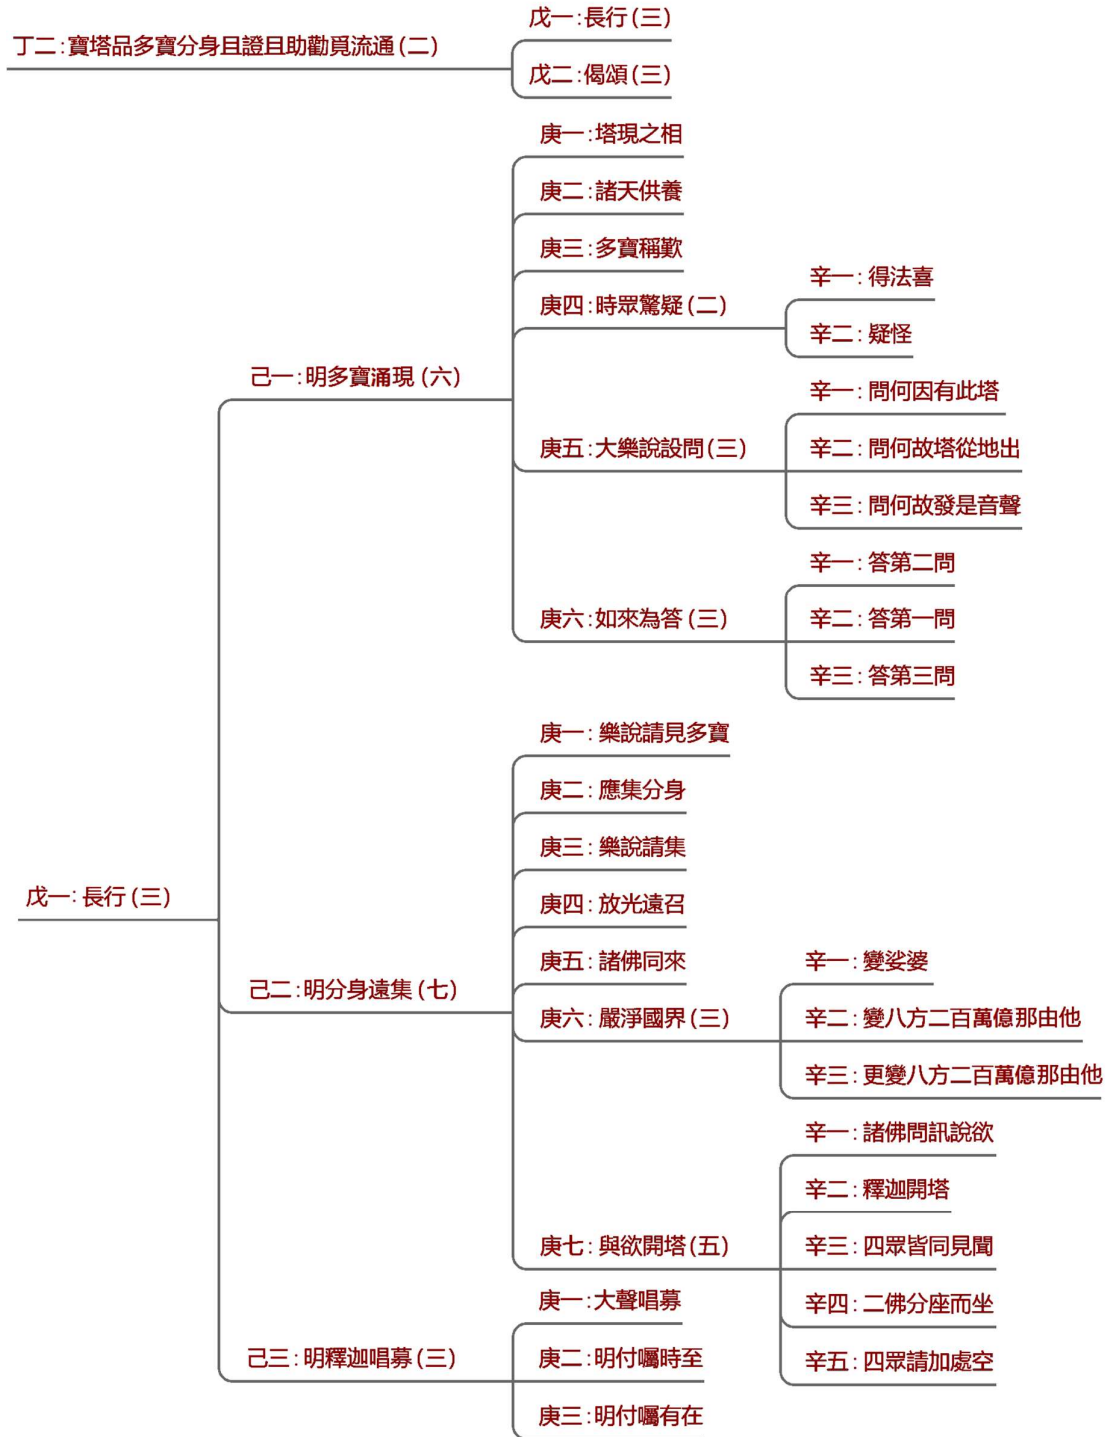 丁二：寶塔品多寶分身且證且助勸覓流通（二）
戊一：長行（三）
戊二：偈頌（三）
戊一：長行（三）
己一：明多寶涌現（六）
庚一：塔現之相
庚二：諸天供養
庚三：多寶稱歎
庚四：時眾驚疑（二）
辛一：得法喜
辛二：疑怪
庚五：大樂說設問（三）
辛一：問何因有此塔
辛二：問何故塔從地出
辛三：問何故發是音聲
庚六：如來為答（三）
辛一：答第二問
辛二：答第一問
辛三：答第三問
己二：明分身遠集（七）
庚一：樂說請見多寶
庚二：應集分身
庚三：樂說請集
庚四：放光遠召
庚五：諸佛同來
庚六：嚴淨國界（三）
辛一：變娑婆
辛二：變八方二百萬億那由他
辛三：更變八方二百萬億那由他
庚七：與欲開塔（五）
辛一：諸佛問訊說欲
辛二：釋迦開塔
辛三：四眾皆同見聞
辛四：二佛分座而坐
辛五：四眾請加處空
己三：明釋迦唱募（三）
庚一：大聲唱募
庚二：明付囑時至
庚三：明付囑有在